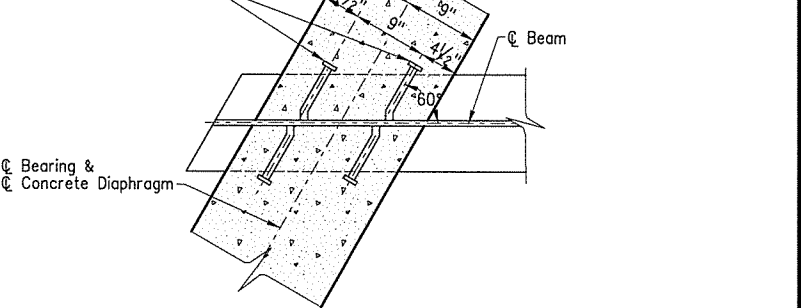 9"
9"
4½"
℄ Beam
60°
℄ Bearing &
℄ Concrete Diaphragm